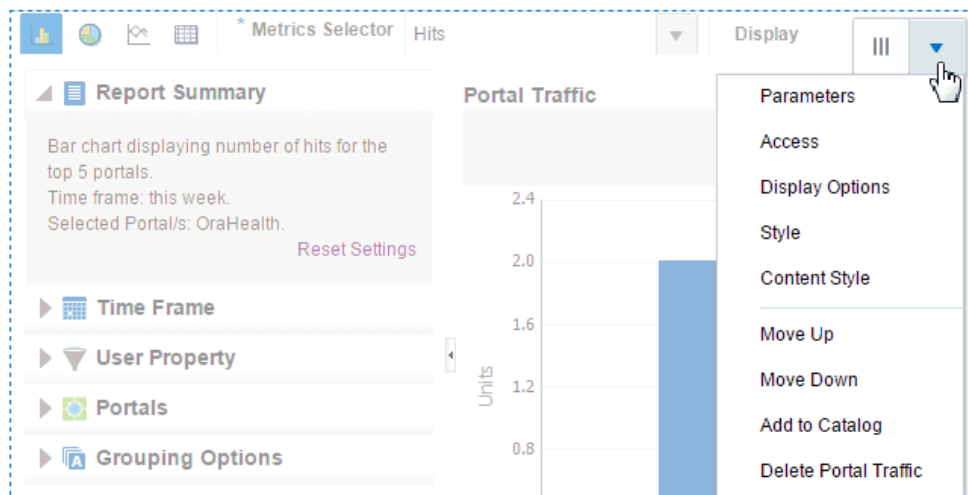 * Metrics Selector Hits Display
Report Summary
Bar chart displaying number of hits for the
top 5 portals.
Time frame: this week.
Selected Portal/s: OraHealth.
Reset Settings
Time Frame
User Property
Portals
Grouping Options
Portal Traffic
2.4
2.0
1.6
1.2
0.8
Units
Parameters
Access
Display Options
Style
Content Style
Move Up
Move Down
Add to Catalog
Delete Portal Traffic